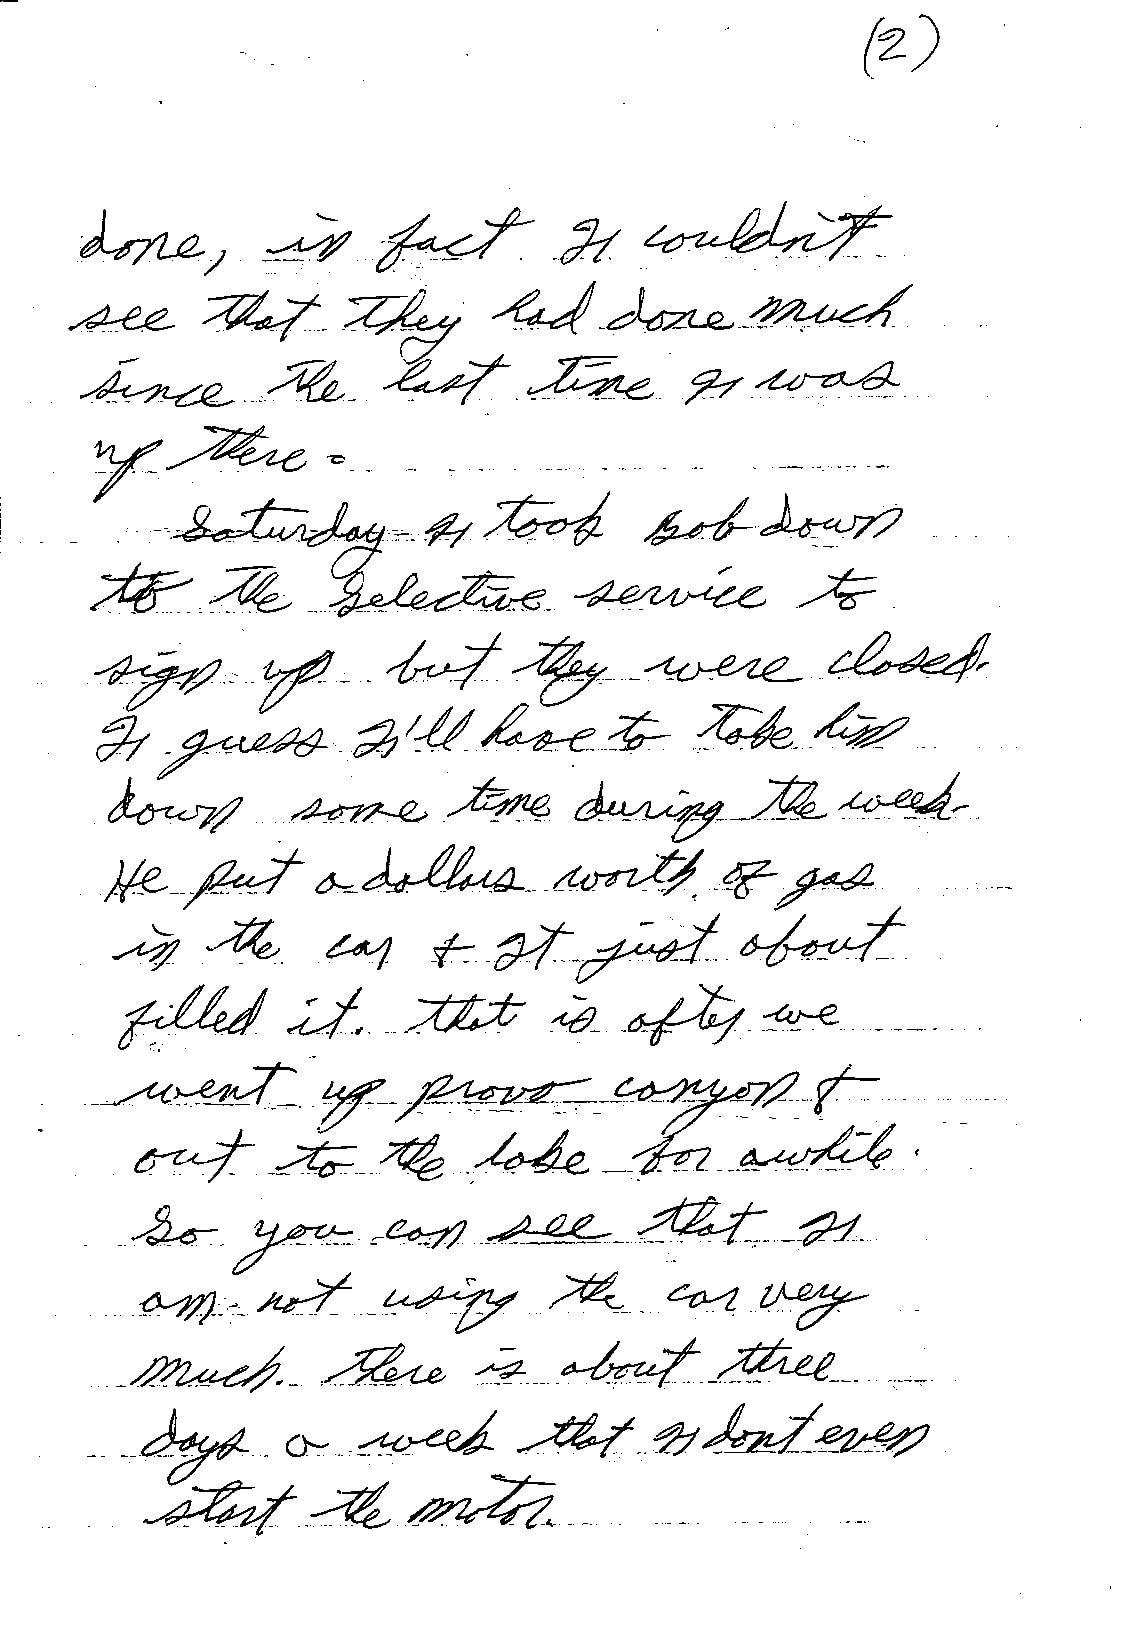 (2)
done, in fact I couldn't
see that they had done much
since the last time I was
up there.
Saturday I took Bob down
to the Selective service to
sign up but they were closed.
I guess I'll have to take him
down some time during the week.
He put a dollars worth of gas
in the car & It just about
filled it. that is after we
went up provo canyon &
out to the lake for awhile.
So you can see that I
am not using the car very
much. there is about three
days a week that I dont even
start the motor.